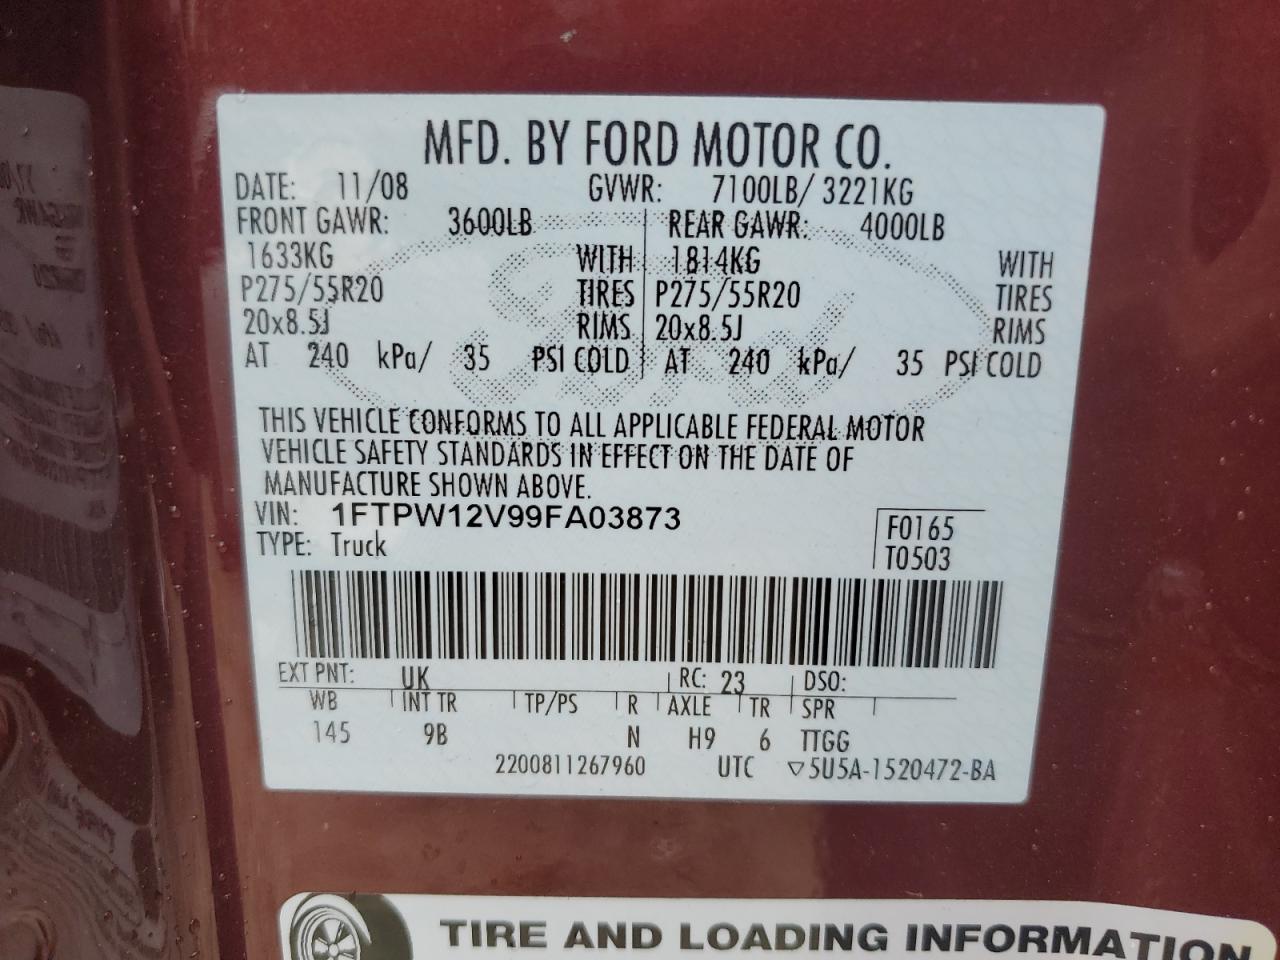 MFD. BY FORD MOTOR CO.
DATE: 11/08 GVWR: 7100LB/ 3221KG
FRONT GAWR: 3600LB REAR GAWR: 4000LB
1633KG WITH 1814KG WITH
P275/55R20 TIRES P275/55R20 TIRES
20x8.5J RIMS 20x8.5J RIMS
AT 240 kPa/ 35 PSI COLD AT 240 kPa/ 35 PSI COLD
THIS VEHICLE CONFORMS TO ALL APPLICABLE FEDERAL MOTOR
VEHICLE SAFETY STANDARDS IN EFFECT ON THE DATE OF
MANUFACTURE SHOWN ABOVE.
VIN: 1FTPW12V99FA03873
F0165
TYPE: Truck
T0503
EXT PNT: UK RC: 23 DSO:
WB INT TR TP/PS R AXLE TR SPR
145 9B N H9 6 TTGG
2200811267960 UTC ▽5U5A-1520472-BA
TIRE AND LOADING INFORMATION